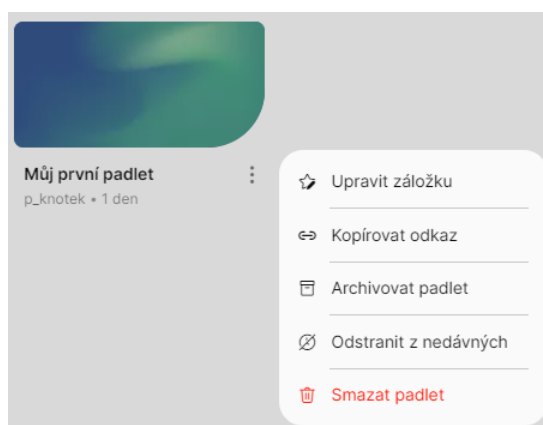 Můj první padlet
p_knotek • 1 den
Upravit záložku
Kopírovat odkaz
Archivovat padlet
Odstranit z nedávných
Smazat padlet